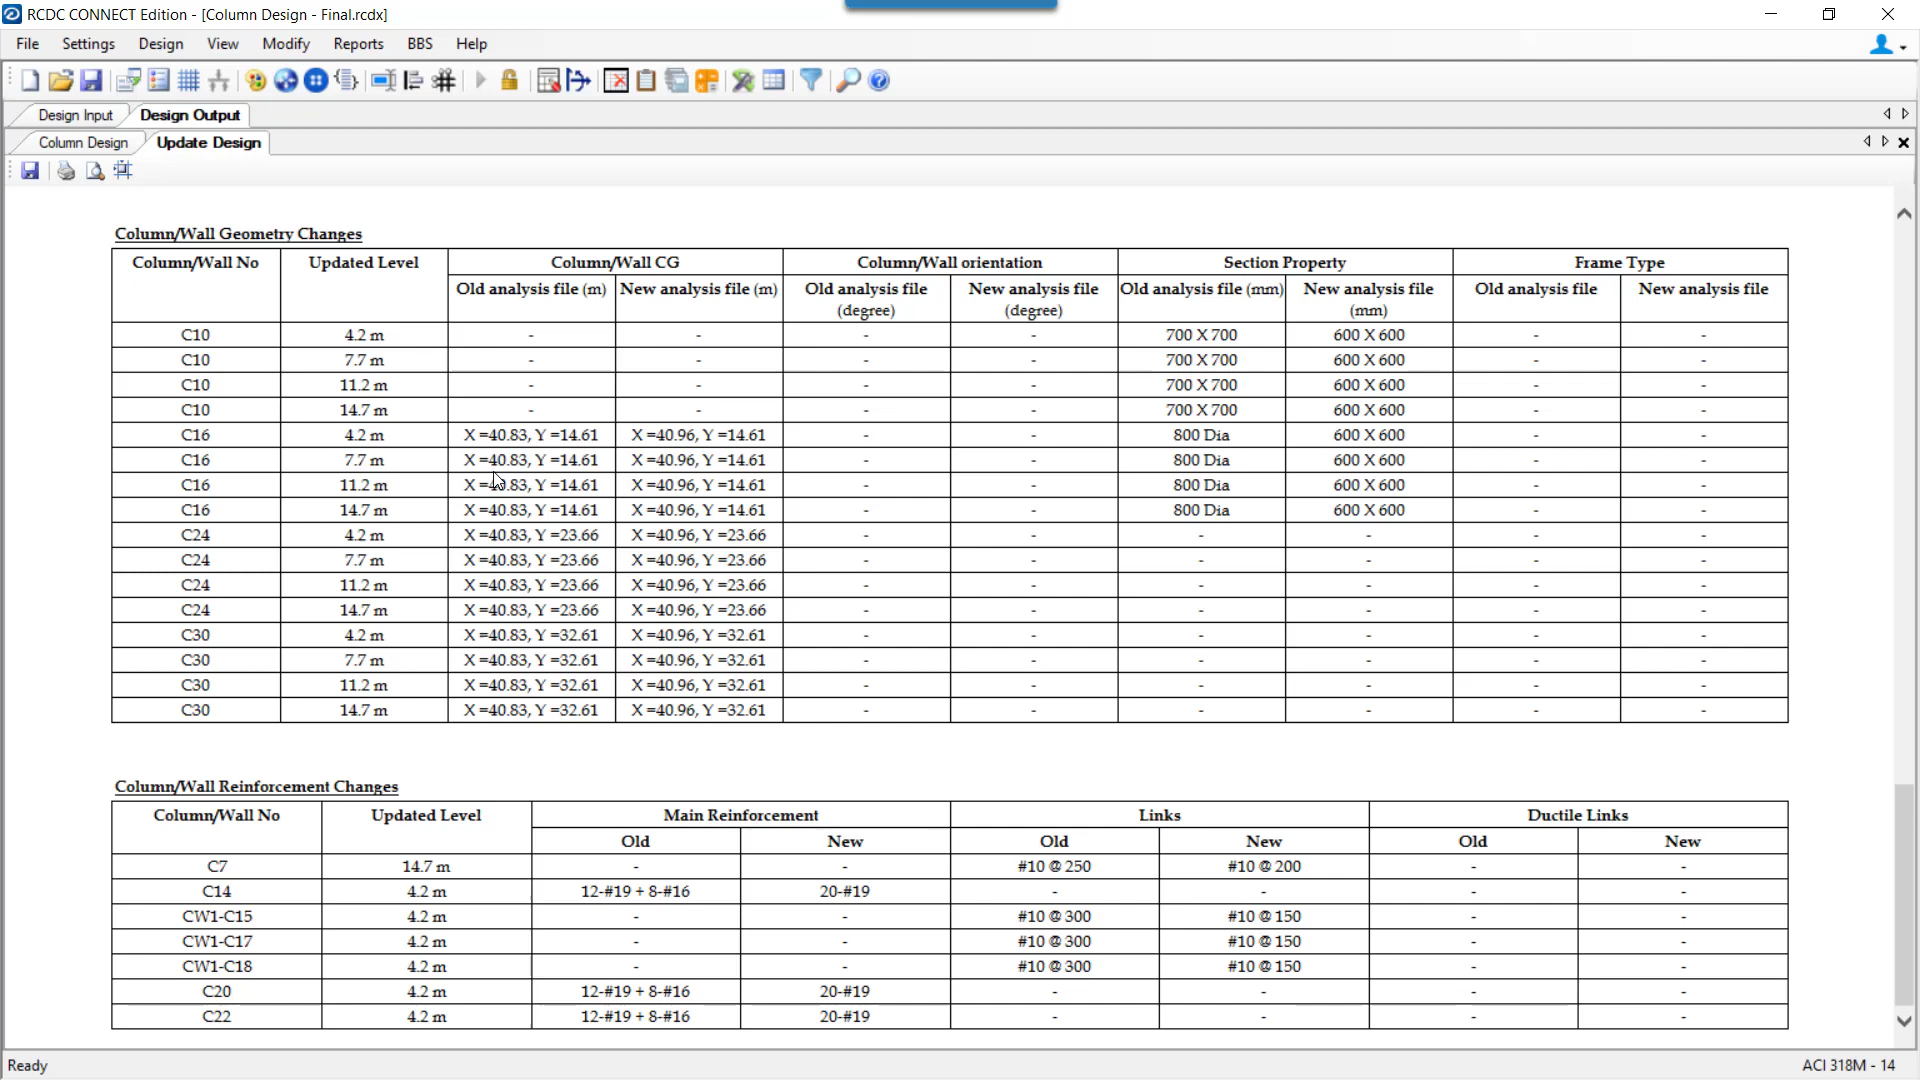 RCDC CONNECT Edition - [Column Design - Final.rcdx]
File Settings Design View Modify Reports BBS Help
Design Input Design Output
Column Design Update Design
Column/Wall Geometry Changes
Column/Wall No Updated Level Column/Wall CG Column/Wall orientation Section Property Frame Type
Old analysis file (m) New analysis file (m) Old analysis file (degree) New analysis file (degree) Old analysis file (mm) New analysis file (mm) Old analysis file New analysis file
C10 4.2 m - - - - 700 X 700 600 X 600 - -
C10 7.7 m - - - - 700 X 700 600 X 600 - -
C10 11.2 m - - - - 700 X 700 600 X 600 - -
C10 14.7 m - - - - 700 X 700 600 X 600 - -
C16 4.2 m X =40.83, Y =14.61 X =40.96, Y =14.61 - - 800 Dia 600 X 600 - -
C16 7.7 m X =40.83, Y =14.61 X =40.96, Y =14.61 - - 800 Dia 600 X 600 - -
C16 11.2 m X =40.83, Y =14.61 X =40.96, Y =14.61 - - 800 Dia 600 X 600 - -
C16 14.7 m X =40.83, Y =14.61 X =40.96, Y =14.61 - - 800 Dia 600 X 600 - -
C24 4.2 m X =40.83, Y =23.66 X =40.96, Y =23.66 - - - - - -
C24 7.7 m X =40.83, Y =23.66 X =40.96, Y =23.66 - - - - - -
C24 11.2 m X =40.83, Y =23.66 X =40.96, Y =23.66 - - - - - -
C24 14.7 m X =40.83, Y =23.66 X =40.96, Y =23.66 - - - - - -
C30 4.2 m X =40.83, Y =32.61 X =40.96, Y =32.61 - - - - - -
C30 7.7 m X =40.83, Y =32.61 X =40.96, Y =32.61 - - - - - -
C30 11.2 m X =40.83, Y =32.61 X =40.96, Y =32.61 - - - - - -
C30 14.7 m X =40.83, Y =32.61 X =40.96, Y =32.61 - - - - - -
Column/Wall Reinforcement Changes
Column/Wall No Updated Level Main Reinforcement Links Ductile Links
Old New Old New Old New
C7 14.7 m - - #10 @ 250 #10 @ 200 - -
C14 4.2 m 12-#19 + 8-#16 20-#19 - - - -
CW1-C15 4.2 m - - #10 @ 300 #10 @ 150 - -
CW1-C17 4.2 m - - #10 @ 300 #10 @ 150 - -
CW1-C18 4.2 m - - #10 @ 300 #10 @ 150 - -
C20 4.2 m 12-#19 + 8-#16 20-#19 - - - -
C22 4.2 m 12-#19 + 8-#16 20-#19 - - - -
Ready ACI 318M - 14